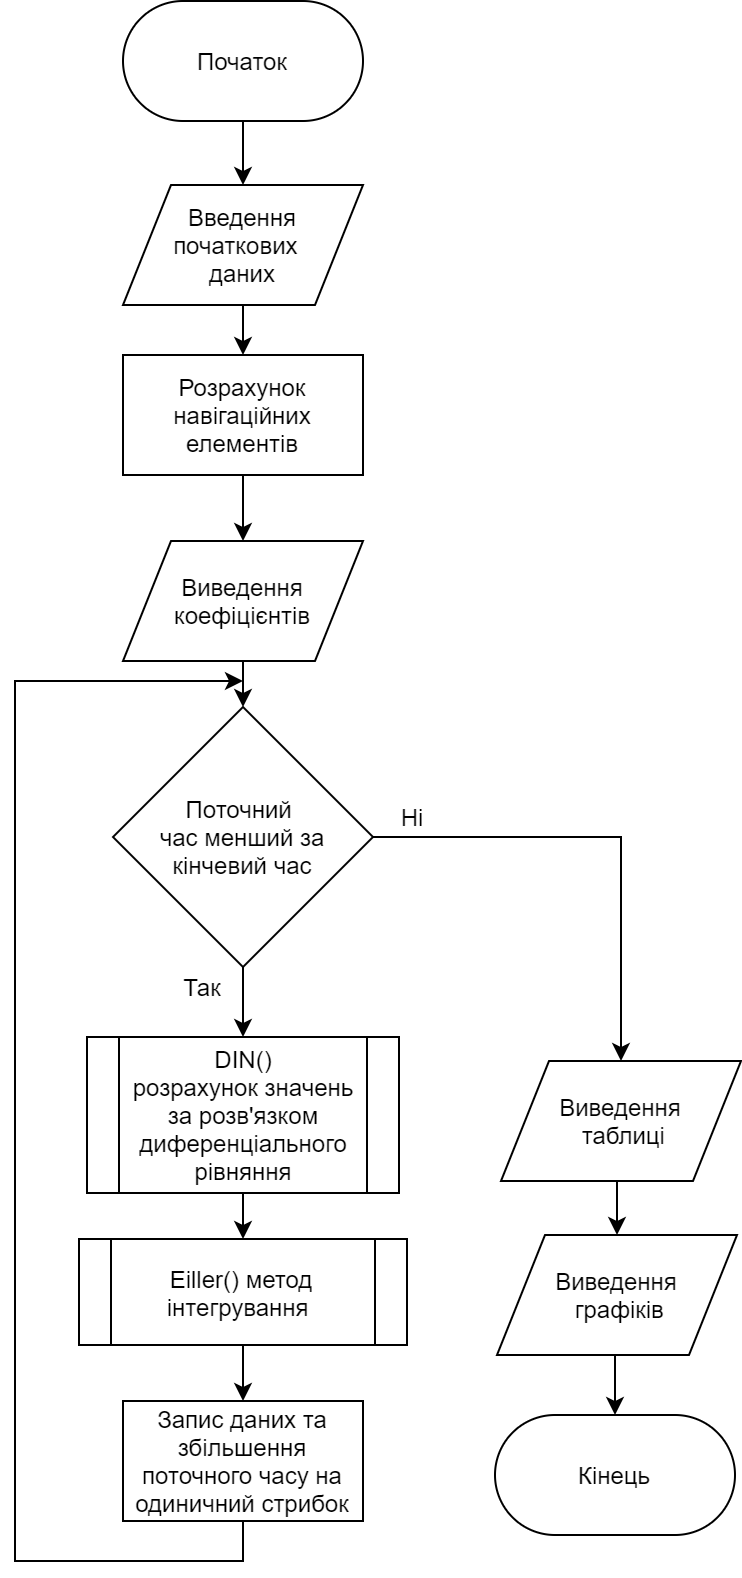 Початок
Введення
початкових
даних
Розрахунок
навігаційних
елементів
Виведення
коефіцієнтів
Поточний
час менший за
кінчевий час
Ні
Так
DIN()
розрахунок значень
за розв'язком
диференціального
рівняння
Eiller() метод
інтегрування
Запис даних та
збільшення
поточного часу на
одиничний стрибок
Виведення
таблиці
Виведення
графіків
Кінець